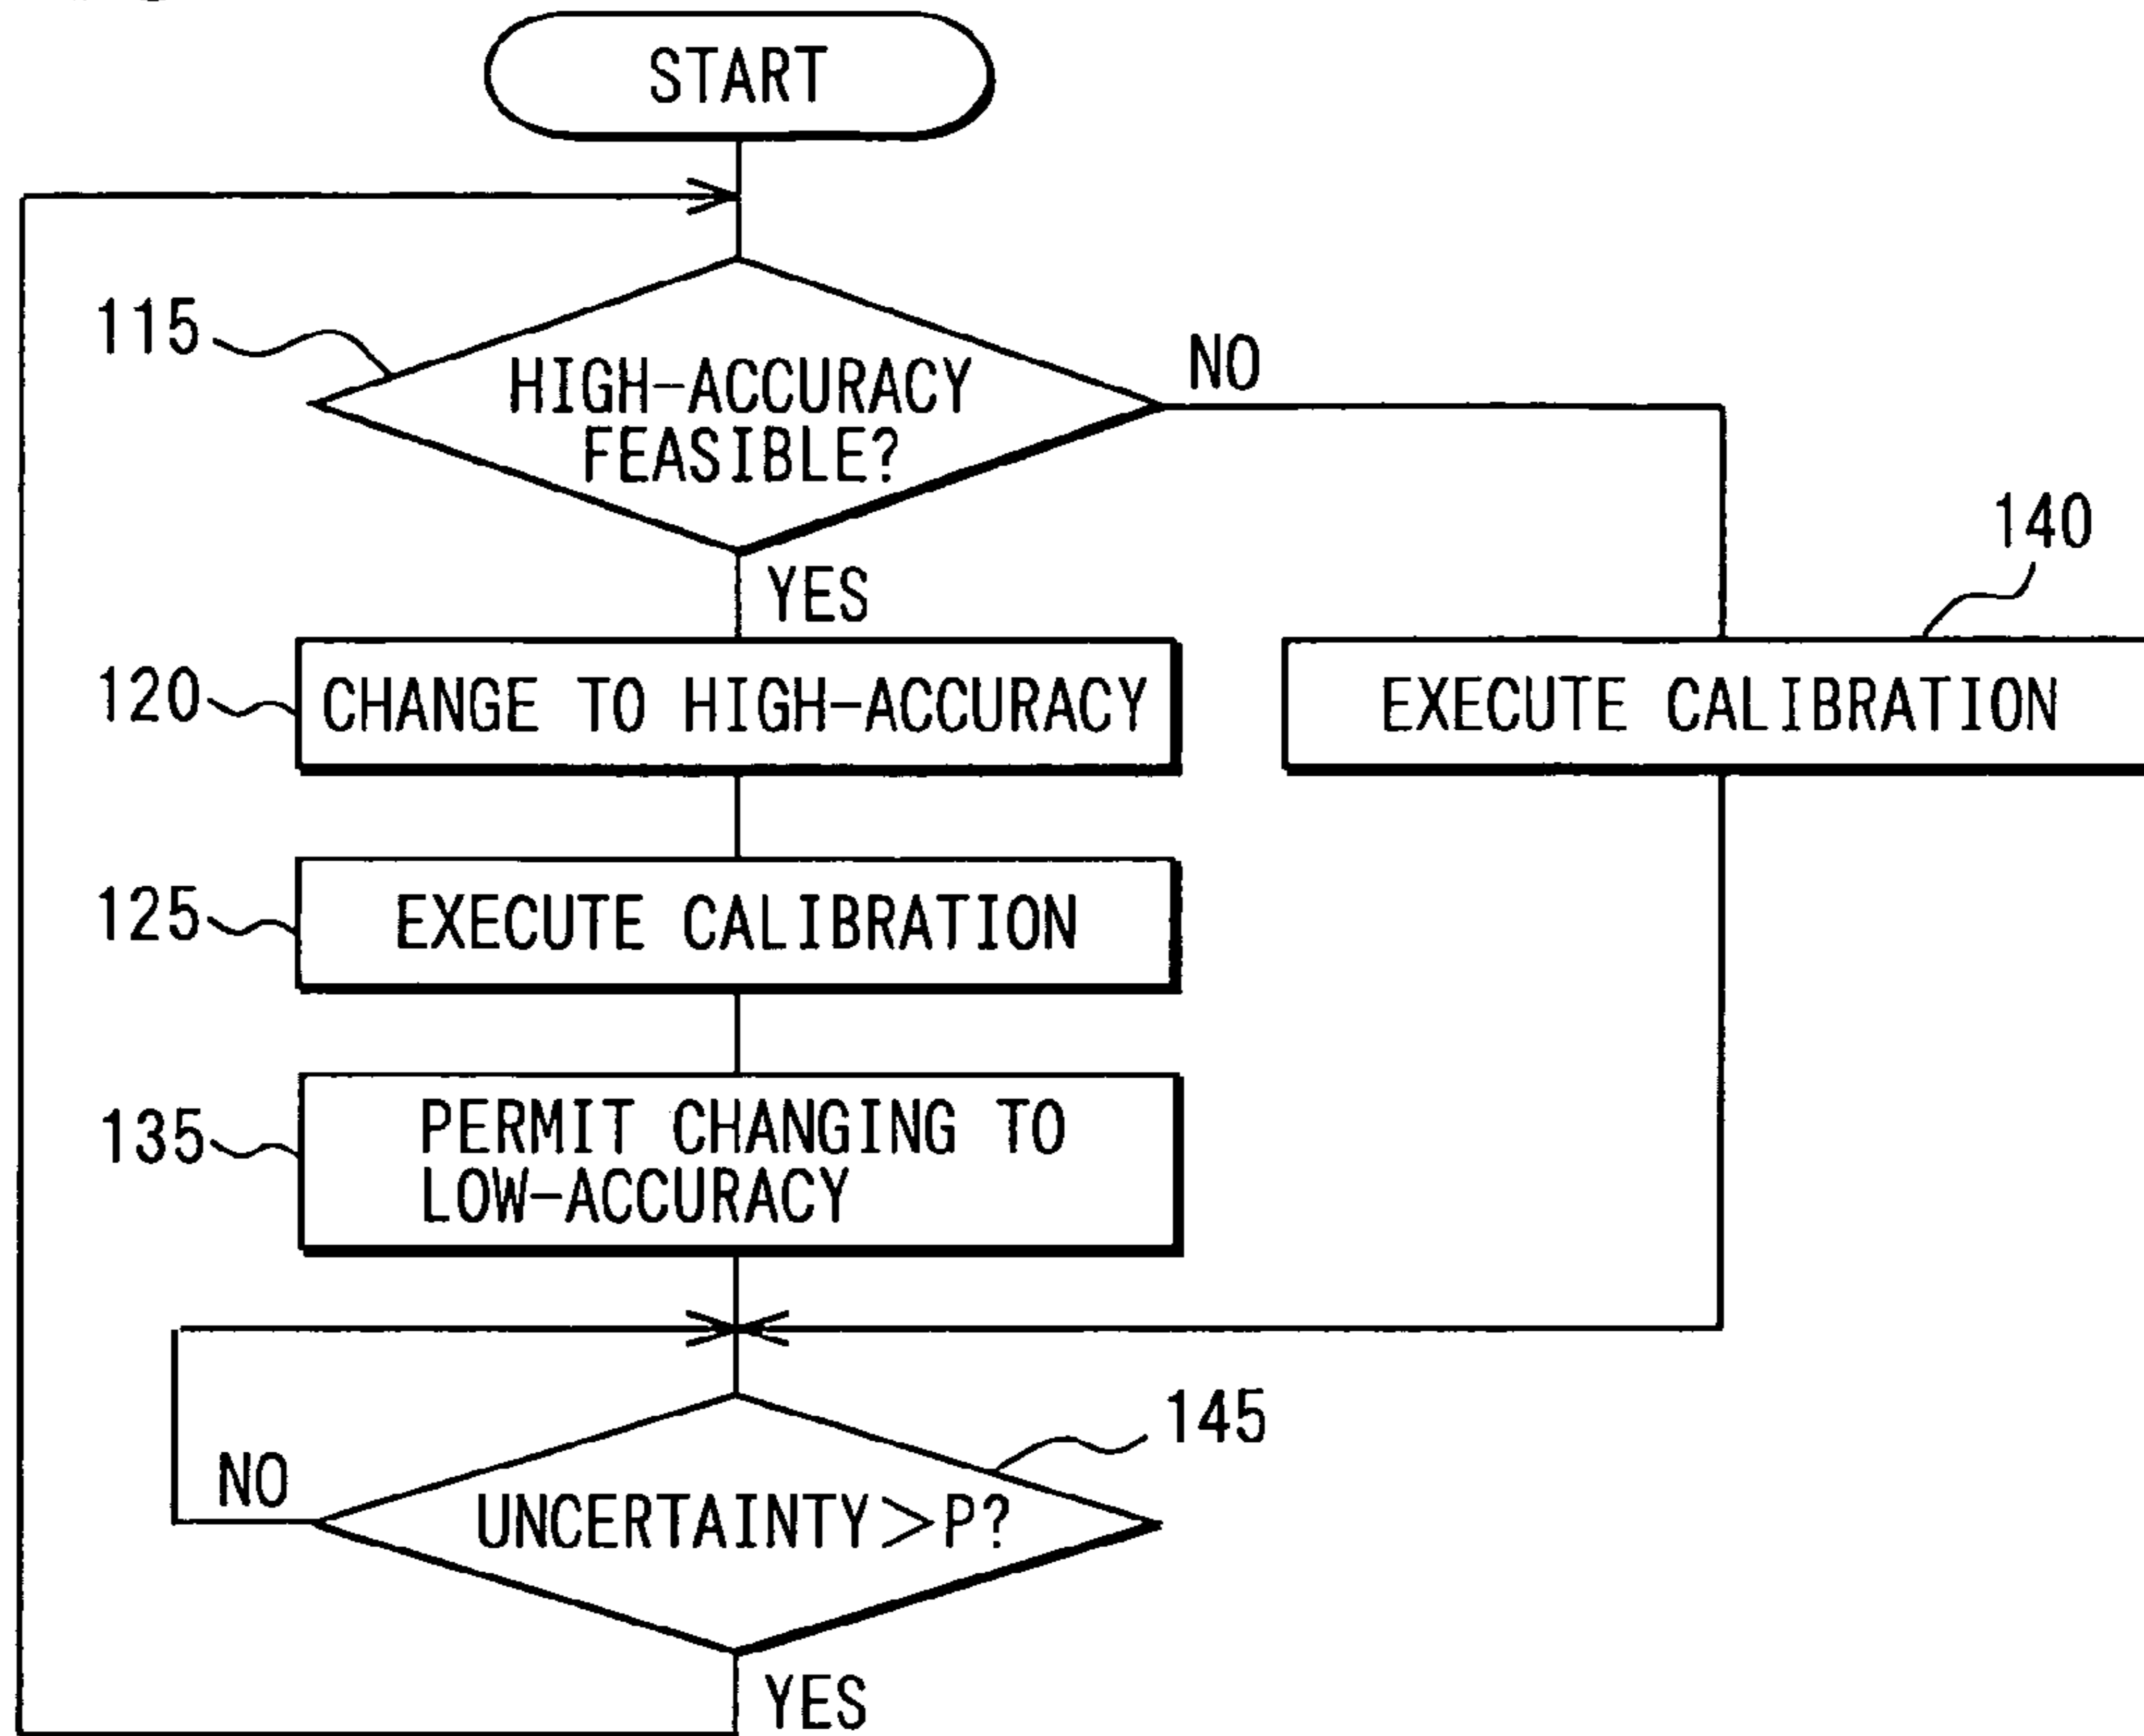 START
115
HIGH-ACCURACY
FEASIBLE?
NO
YES
140
120
CHANGE TO HIGH-ACCURACY
EXECUTE CALIBRATION
125
EXECUTE CALIBRATION
135
PERMIT CHANGING TO
LOW-ACCURACY
145
NO
UNCERTAINTY>P?
YES